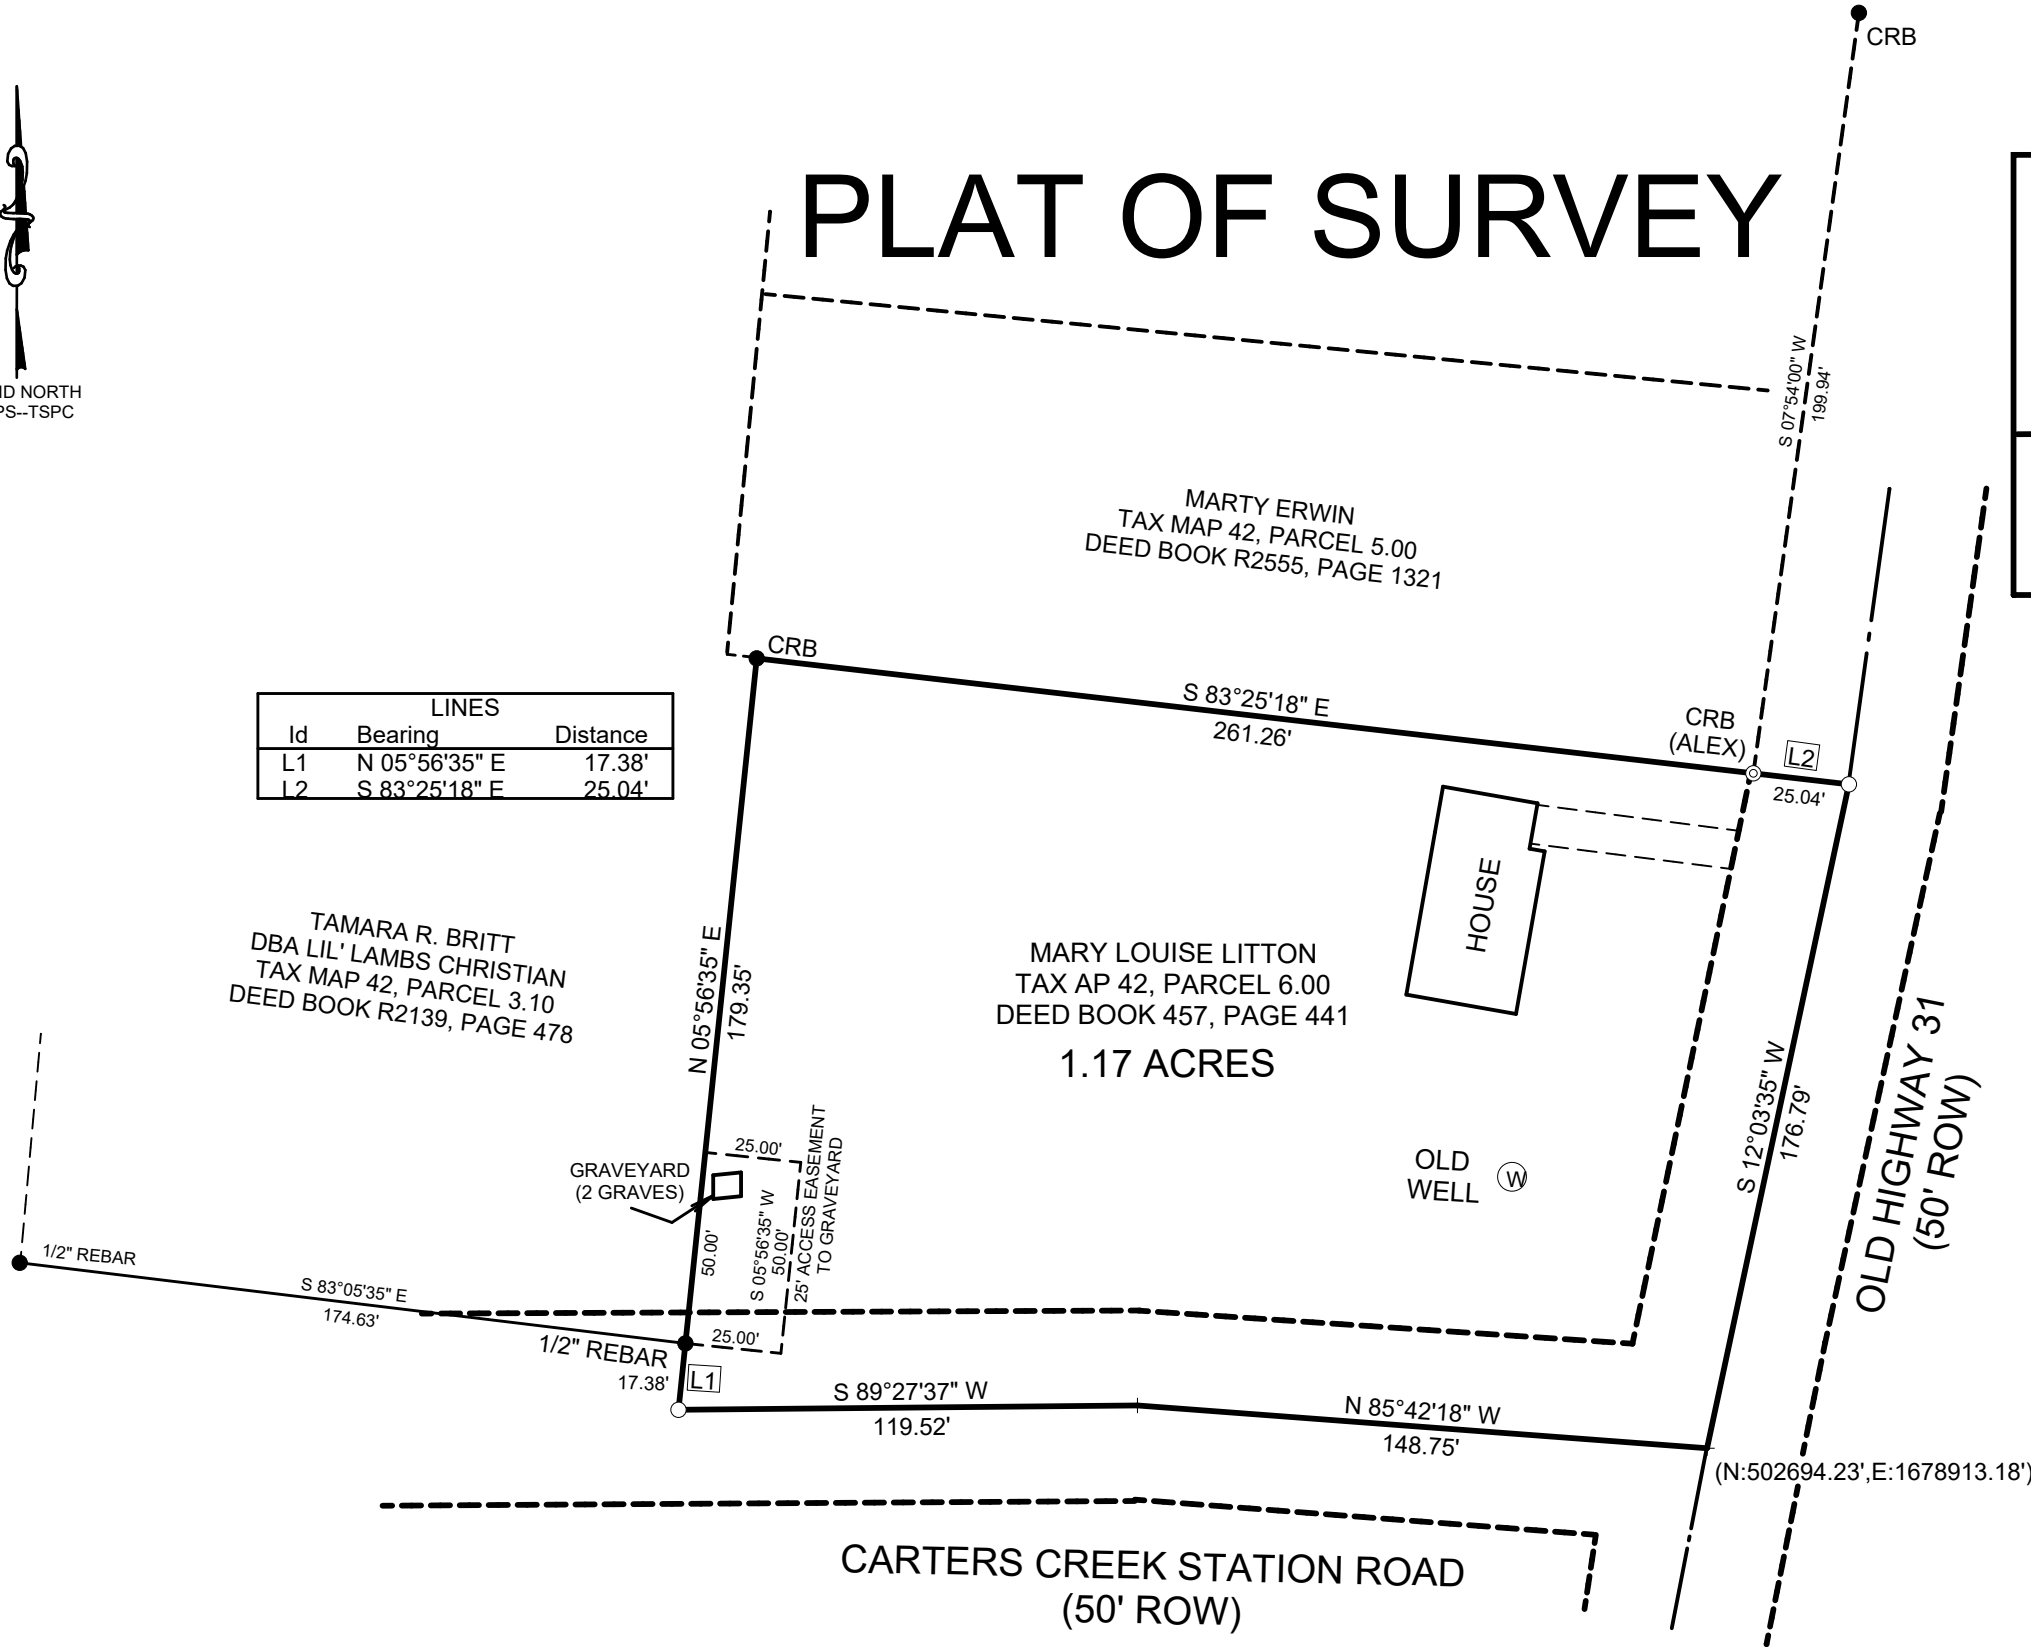 CRB
PLAT OF SURVEY
NORTH
S 07°54'00" W
199.94'
MARTY ERWIN
TAX MAP 42, PARCEL 5.00
DEED BOOK R2555, PAGE 1321
CRB
S 83°25'18" E
261.26'
CRB
(ALEX)
L2
25.04'
LINES
Id Bearing Distance
L1 N 05°56'35" E 17.38'
L2 S 83°25'18" E 25.04'
HOUSE
TAMARA R. BRITT
DBA LIL' LAMBS CHRISTIAN
TAX MAP 42, PARCEL 3.10
DEED BOOK R2139, PAGE 478
N 05°56'35" E
179.35'
MARY LOUISE LITTON
TAX AP 42, PARCEL 6.00
DEED BOOK 457, PAGE 441
1.17 ACRES
S 12°03'35" W
176.79'
OLD HIGHWAY 31
(50' ROW)
25.00'
GRAVEYARD
(2 GRAVES)
50.00'
S 05°56'35" W
50.00'
25' ACCESS EASEMENT
TO GRAVEYARD
OLD
WELL
W
1/2" REBAR
S 83°05'35" E
174.63'
25.00'
1/2" REBAR
17.38'
L1
S 89°27'37" W
119.52'
N 85°42'18" W
148.75'
(N:502694.23',E:1678913.18')
CARTERS CREEK STATION ROAD
(50' ROW)